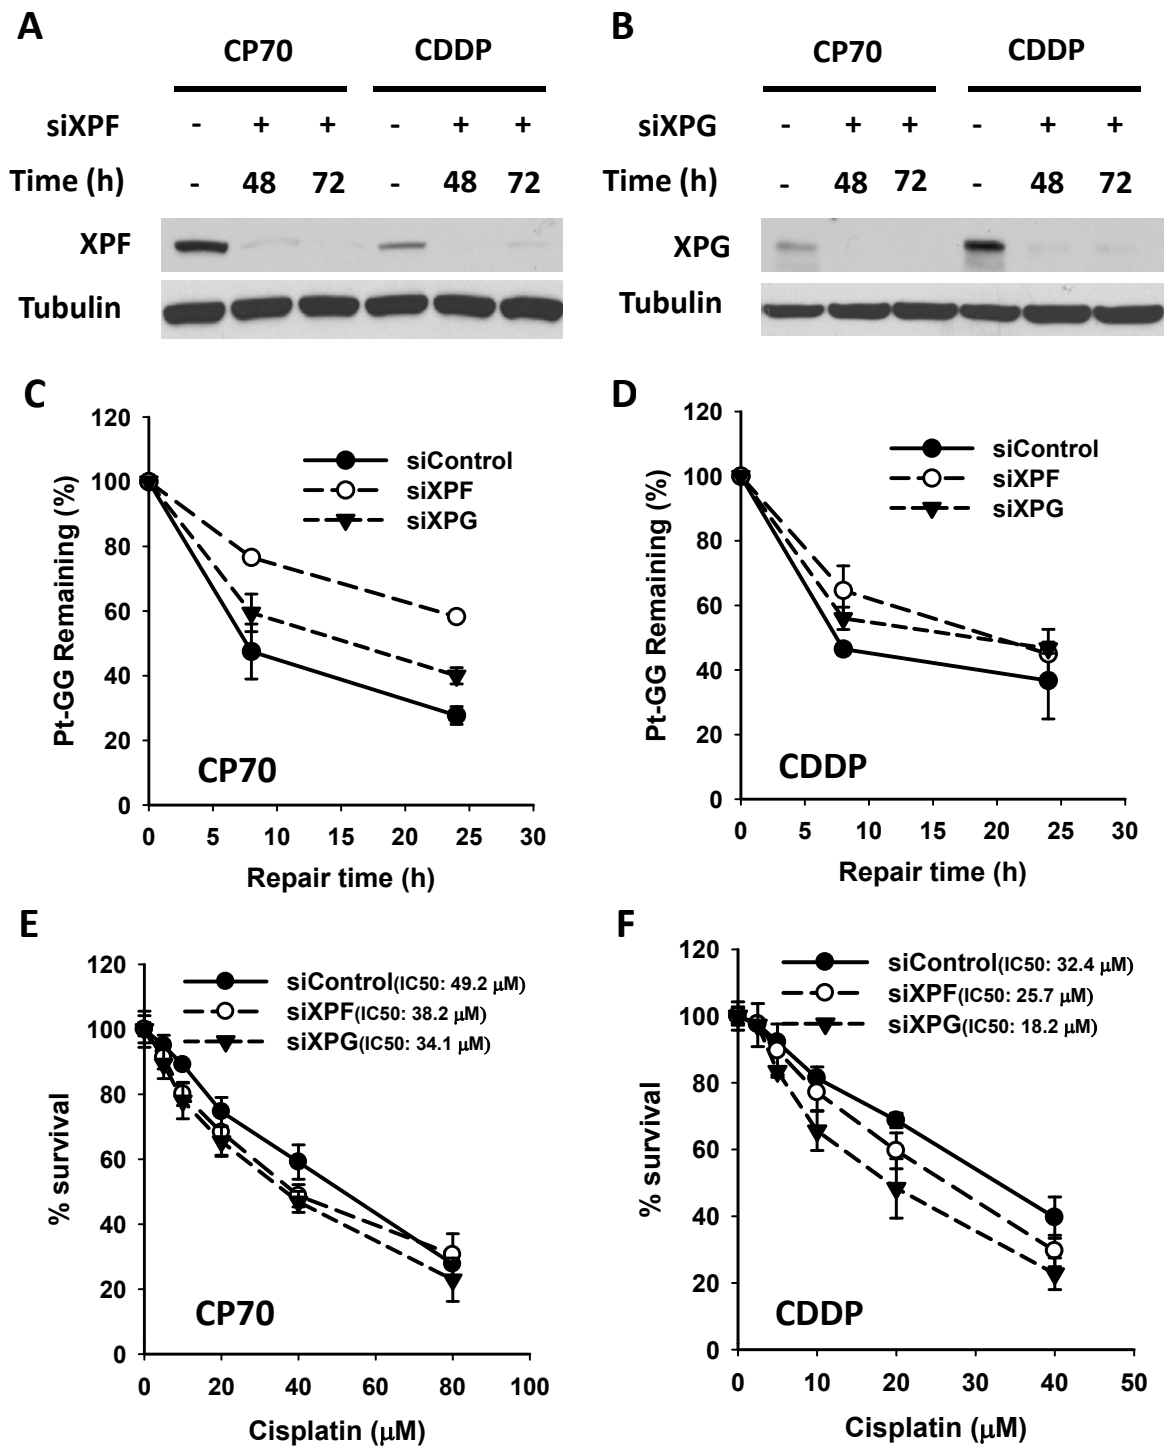 A
CP70 CDDP
siXPF - + + - + +
Time (h) - 48 72 - 48 72
XPF
Tubulin
B
CP70 CDDP
siXPG - + + - + +
Time (h) - 48 72 - 48 72
XPG
Tubulin
C
Pt-GG Remaining (%)
120
100
80
60
40
20
0
siControl
siXPF
siXPG
CP70
0 5 10 15 20 25 30
Repair time (h)
D
Pt-GG Remaining (%)
120
100
80
60
40
20
0
siControl
siXPF
siXPG
CDDP
0 5 10 15 20 25 30
Repair time (h)
E
% survival
120
100
80
60
40
20
0
siControl(IC50: 49.2 μM)
siXPF(IC50: 38.2 μM)
siXPG(IC50: 34.1 μM)
CP70
0 20 40 60 80 100
Cisplatin (μM)
F
% survival
120
100
80
60
40
20
0
siControl(IC50: 32.4 μM)
siXPF(IC50: 25.7 μM)
siXPG(IC50: 18.2 μM)
CDDP
0 10 20 30 40 50
Cisplatin (μM)